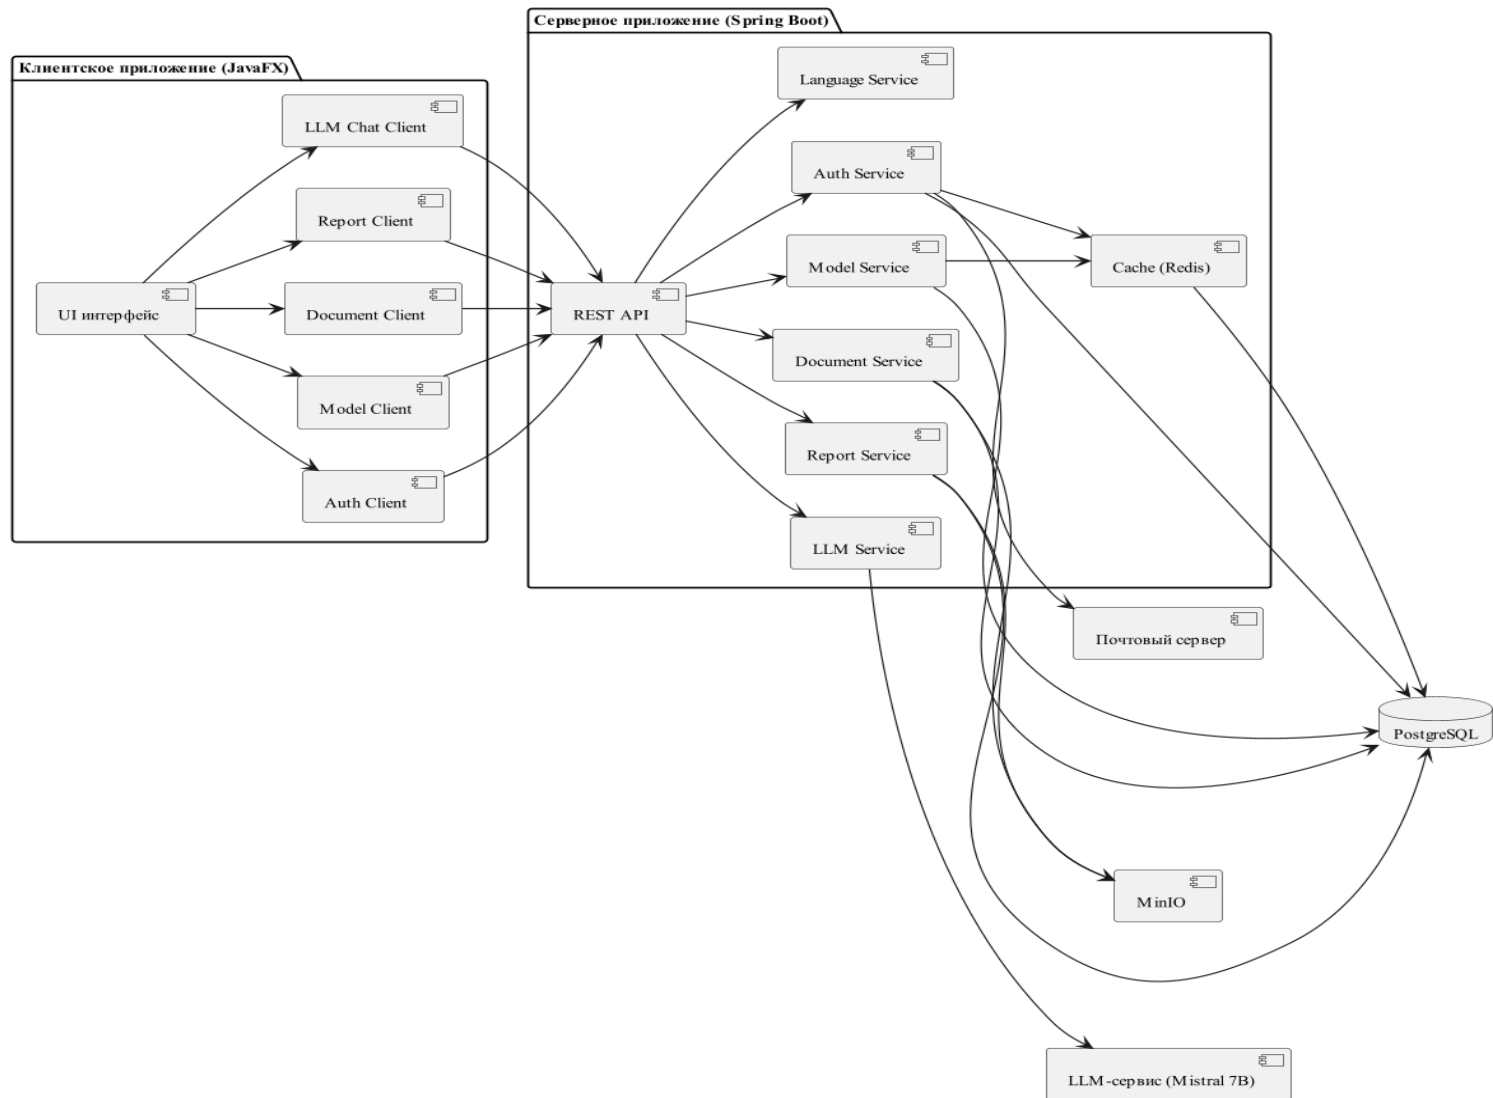 Клиентское приложение (JavaFX)
LLM Chat Client
Report Client
UI интерфейс
Document Client
Model Client
Auth Client
Серверное приложение (Spring Boot)
Language Service
Auth Service
Model Service
Cache (Redis)
REST API
Document Service
Report Service
LLM Service
Почтовый сервер
PostgreSQL
MinIO
LLM-сервис (Mistral 7B)